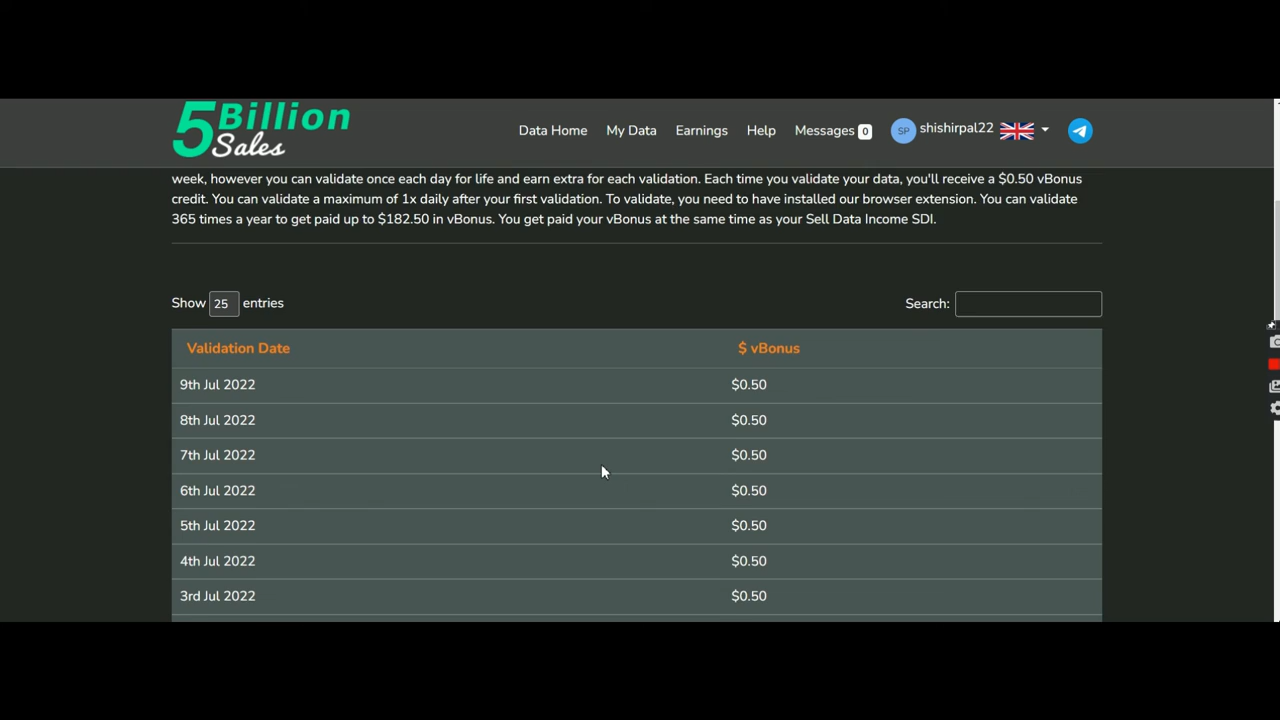 5 Billion
Sales
Data Home My Data Earnings Help Messages 0 SP shishirpal22
week, however you can validate once each day for life and earn extra for each validation. Each time you validate your data, you'll receive a $0.50 vBonus
credit. You can validate a maximum of 1x daily after your first validation. To validate, you need to have installed our browser extension. You can validate
365 times a year to get paid up to $182.50 in vBonus. You get paid your vBonus at the same time as your Sell Data Income SDI.
Show 25 entries Search:
Validation Date $ vBonus
9th Jul 2022 $0.50
8th Jul 2022 $0.50
7th Jul 2022 $0.50
6th Jul 2022 $0.50
5th Jul 2022 $0.50
4th Jul 2022 $0.50
3rd Jul 2022 $0.50